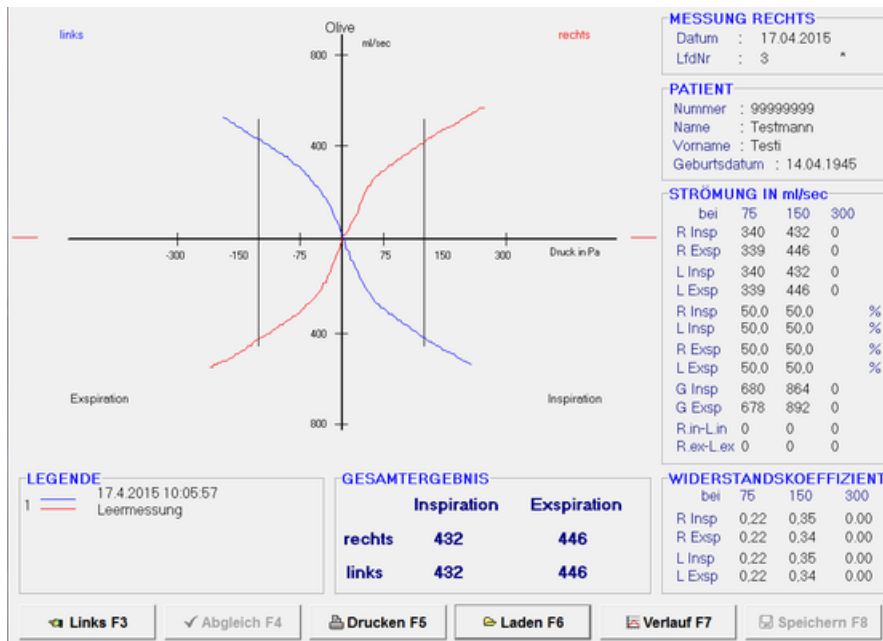 Olive
links
800
ml/sec
rechts
400
-300 -150 -75 75 150 300 Druck in Pa
400
Exspiration
Inspiration
800
MESSUNG RECHTS
Datum : 17.04.2015
LfdNr : 3 *
PATIENT
Nummer : 99999999
Name : Testmann
Vorname : Testi
Geburtsdatum : 14.04.1945
STRÖMUNG IN ml/sec
bei 75 150 300
R Insp 340 432 0
R Exsp 339 446 0
L Insp 340 432 0
L Exsp 339 446 0
R Insp 50,0 50,0 %
L Insp 50,0 50,0 %
R Exsp 50,0 50,0 %
L Exsp 50,0 50,0 %
G Insp 680 864 0
G Exsp 678 892 0
R.in-L.in 0 0 0
R.ex-L.ex 0 0 0
LEGENDE
17.4.2015 10:05:57
1 Leermessung
GESAMTERGEBNIS
Inspiration Exspiration
rechts 432 446
links 432 446
WIDERSTANDSKOEFFIZIENT
bei 75 150 300
R Insp 0,22 0,35 0.00
R Exsp 0,22 0,34 0.00
L Insp 0,22 0,35 0.00
L Exsp 0,22 0,34 0.00
Links F3
Abgleich F4
Drucken F5
Laden F6
Verlauf F7
Speichern F8